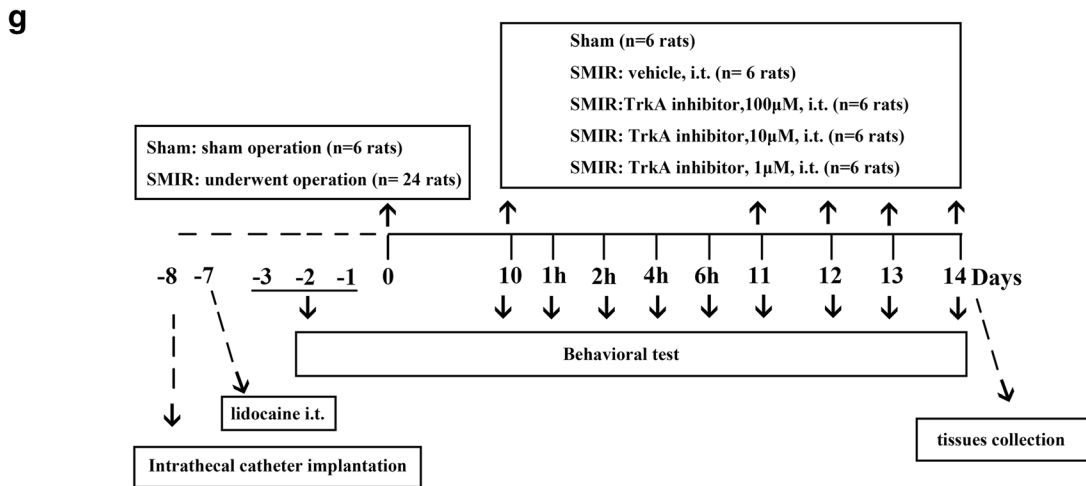 g
Sham (n=6 rats)
SMIR: vehicle, i.t. (n= 6 rats)
SMIR:TrkA inhibitor,100μM, i.t. (n=6 rats)
SMIR: TrkA inhibitor,10μM, i.t. (n=6 rats)
SMIR: TrkA inhibitor, 1μM, i.t. (n=6 rats)
Sham: sham operation (n=6 rats)
SMIR: underwent operation (n= 24 rats)
-8 -7 -3 -2 -1 0 10 1h 2h 4h 6h 11 12 13 14 Days
Behavioral test
lidocaine i.t.
tissues collection
Intrathecal catheter implantation